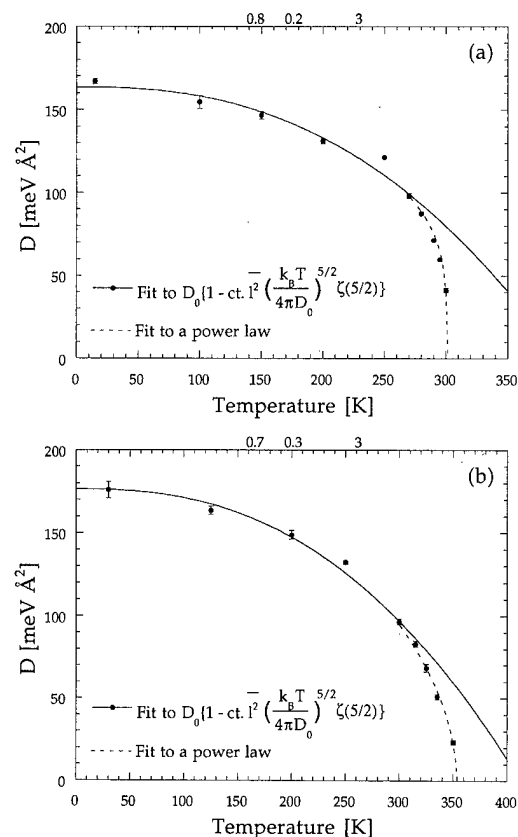 0.8 0.2 3
(a)
200
150
100
50
0
D [meV Å²]
Fit to D₀{1 - ct. l̅²̅ (k_B T / 4πD₀)^5/2 ζ(5/2)}
Fit to a power law
0 50 100 150 200 250 300 350
Temperature [K]
0.7 0.3 3
(b)
200
150
100
50
0
D [meV Å²]
Fit to D₀{1 - ct. l̅²̅ (k_B T / 4πD₀)^5/2 ζ(5/2)}
Fit to a power law
0 50 100 150 200 250 300 350 400
Temperature [K]